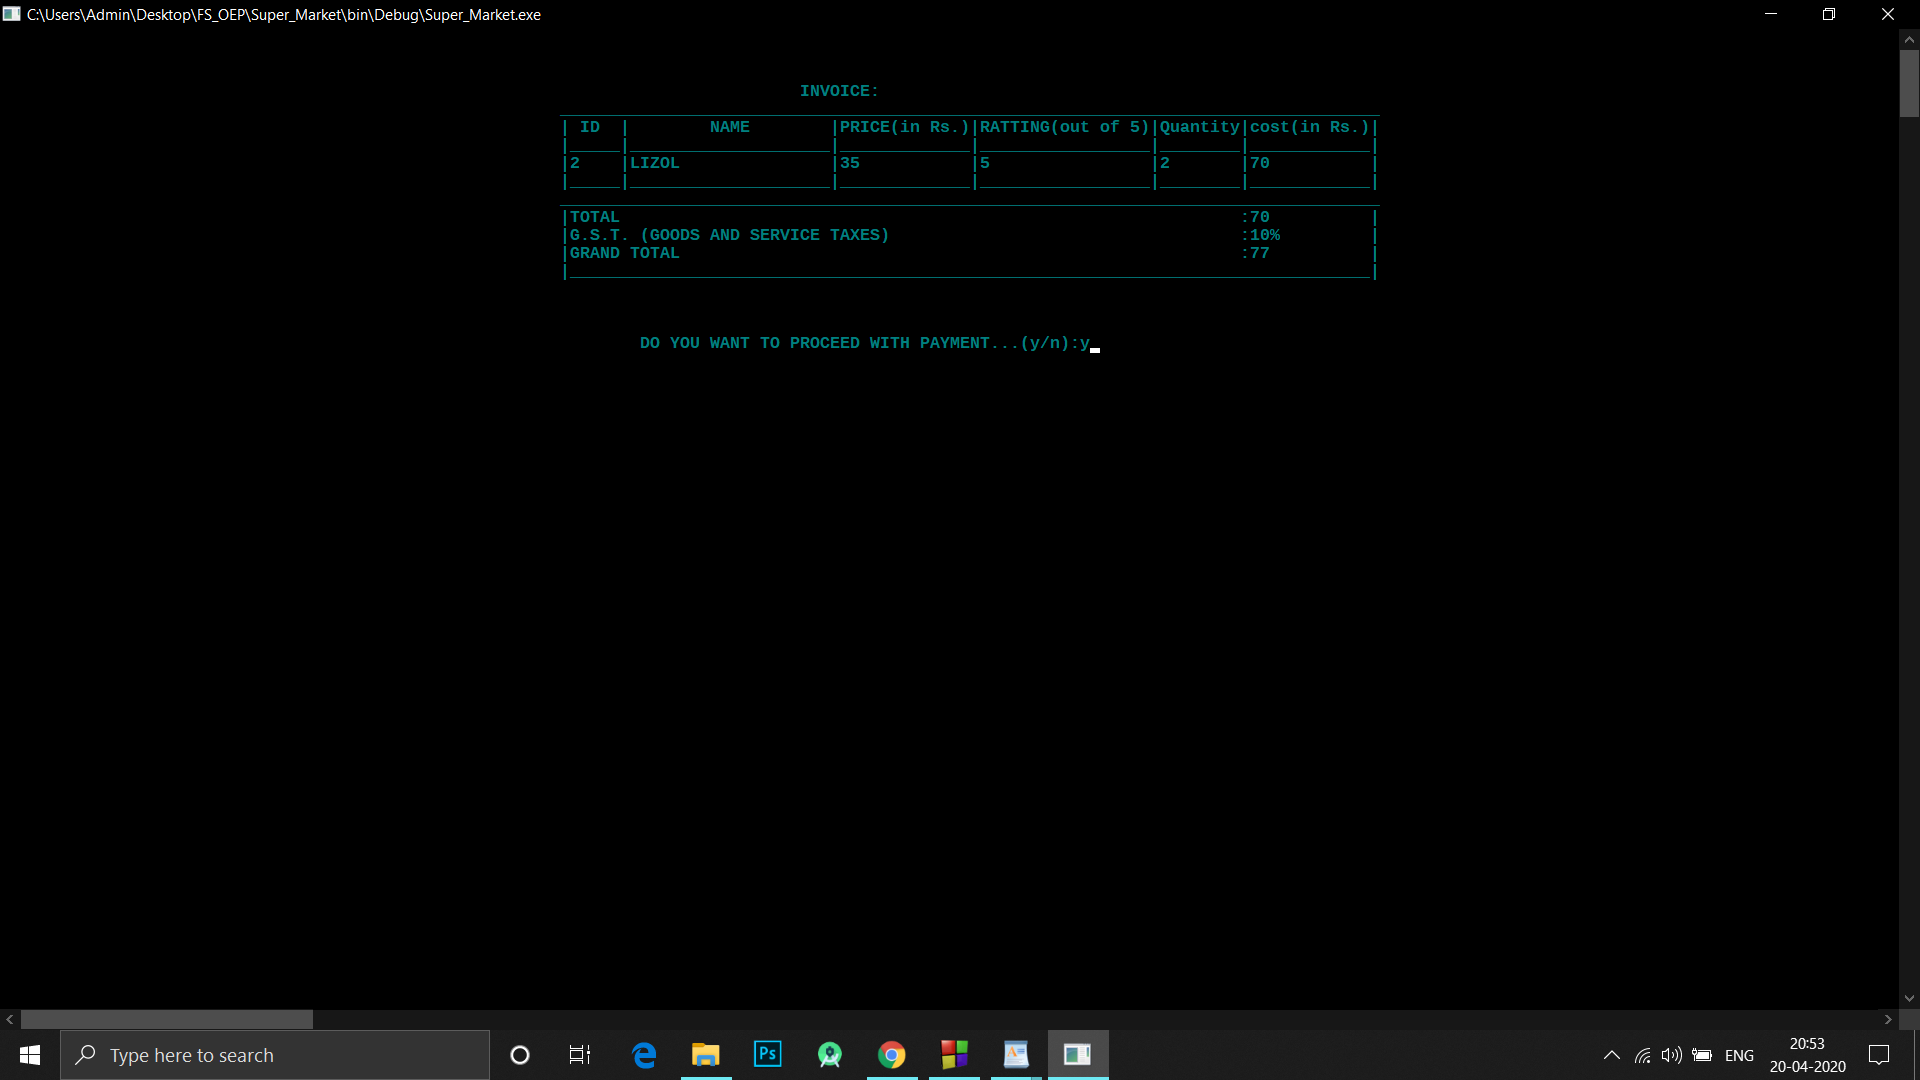 C:\Users\Admin\Desktop\FS_OEP\Super_Market\bin\Debug\Super_Market.exe
INVOICE:
| ID | NAME |PRICE(in Rs.)|RATTING(out of 5)|Quantity|cost(in Rs.)|
|2 |LIZOL |35 |5 |2 |70 |
|TOTAL :70 |
|G.S.T. (GOODS AND SERVICE TAXES) :10% |
|GRAND TOTAL :77 |
DO YOU WANT TO PROCEED WITH PAYMENT...(y/n):y
Type here to search
Ps
ENG
20:53
20-04-2020